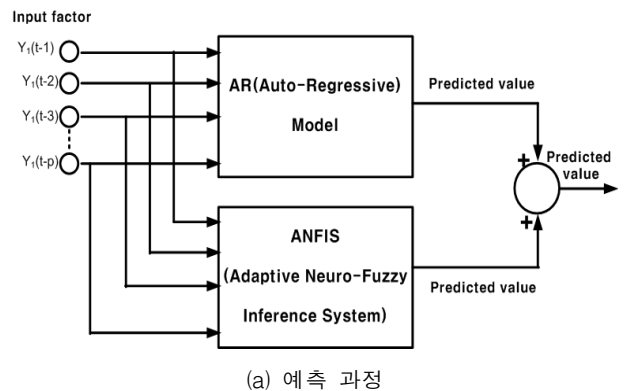 Input factor
Y₁(t-1)
Y₁(t-2)
Y₁(t-3)
Y₁(t-p)
AR(Auto-Regressive)
Model
Predicted value
+
Predicted
value
+
ANFIS
(Adaptive Neuro-Fuzzy
Inference System)
Predicted value
(a) 예측 과정